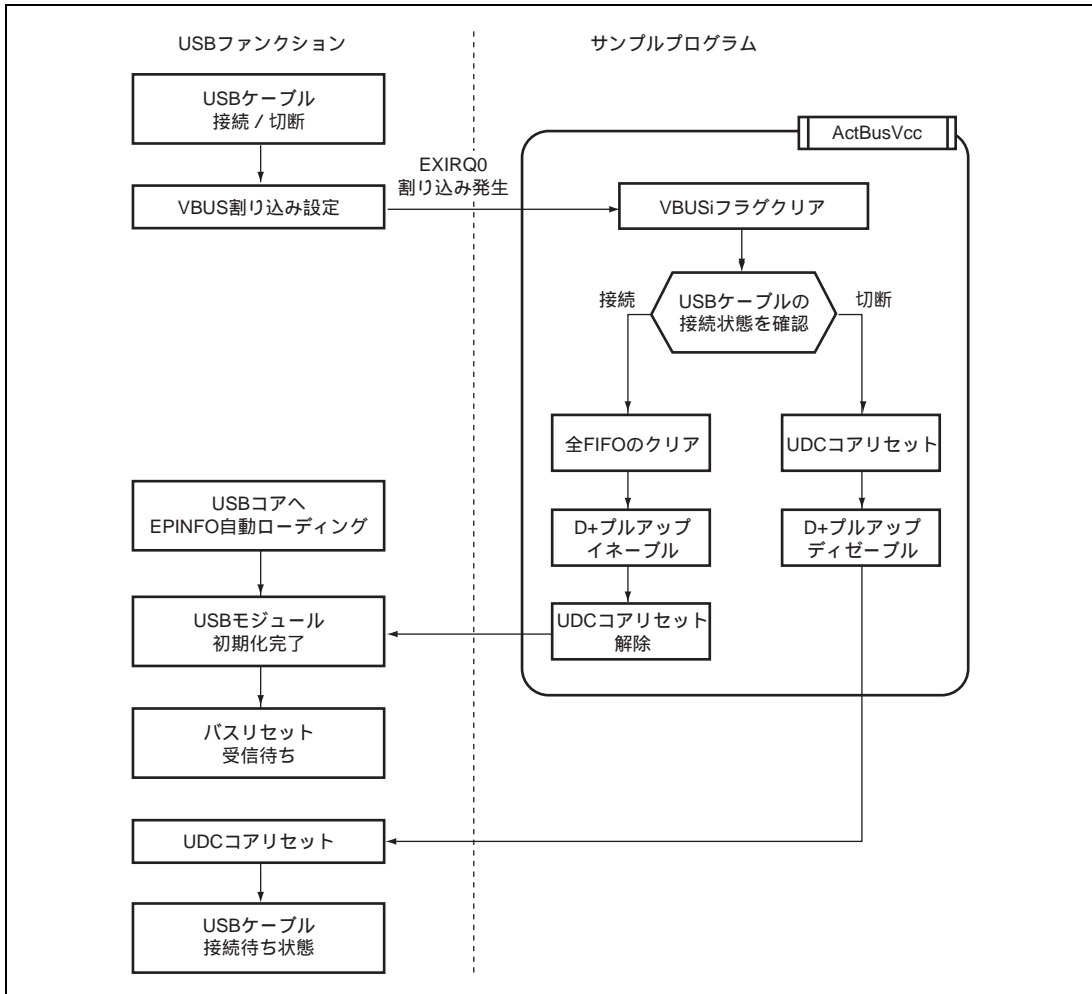 USBファンクション
サンプルプログラム
USBケーブル
接続 / 切断
ActBusVcc
EXIRQ0
割り込み発生
VBUS割り込み設定
VBUSiフラグクリア
接続
USBケーブルの
接続状態を確認
切断
全FIFOのクリア
UDCコアリセット
USBコアへ
EPINFO自動ローディング
D+プルアップ
イネーブル
D+プルアップ
ディゼーブル
USBモジュール
初期化完了
UDCコアリセット
解除
バスリセット
受信待ち
UDCコアリセット
USBケーブル
接続待ち状態